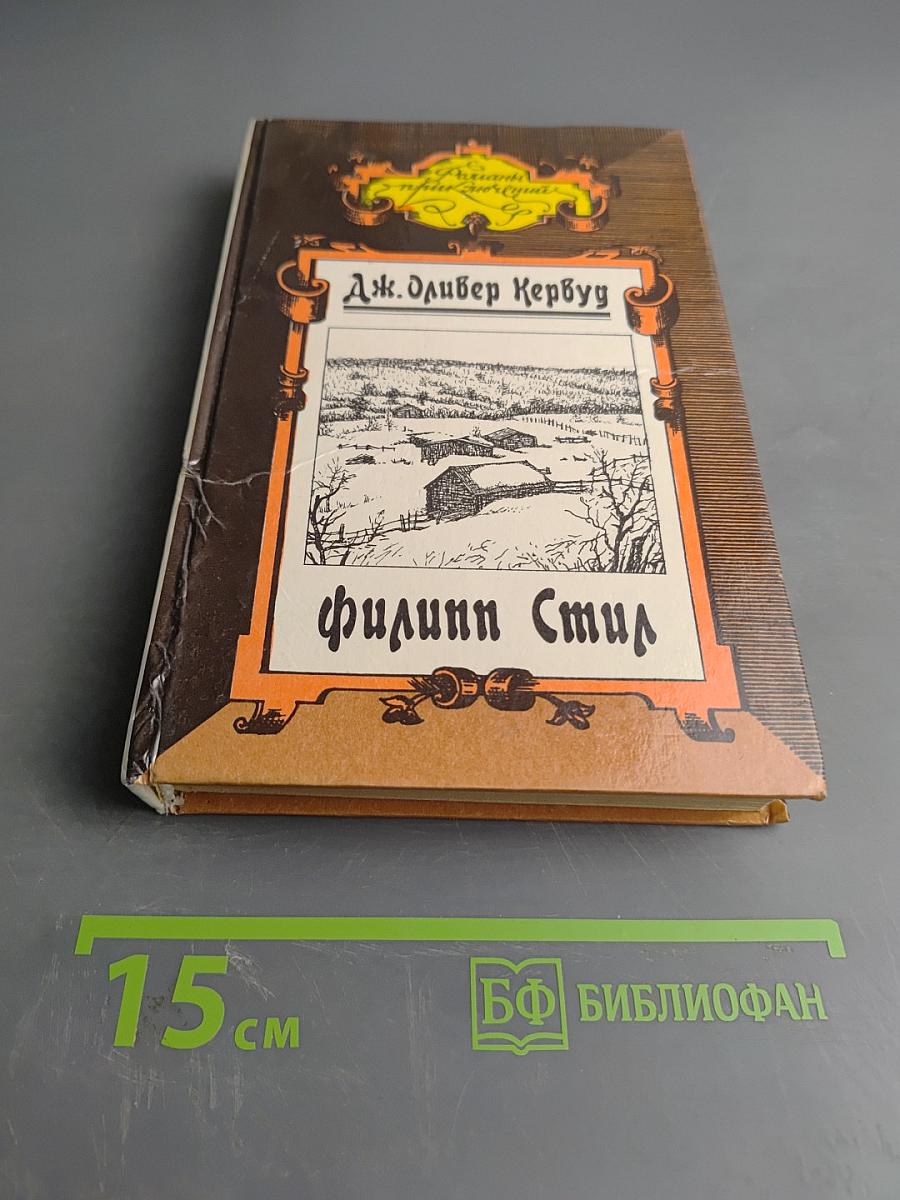 Романы
приключений
Дж. Оливер Кервуд
Филипп Стил
15 см
БФ БИБЛИОФАН